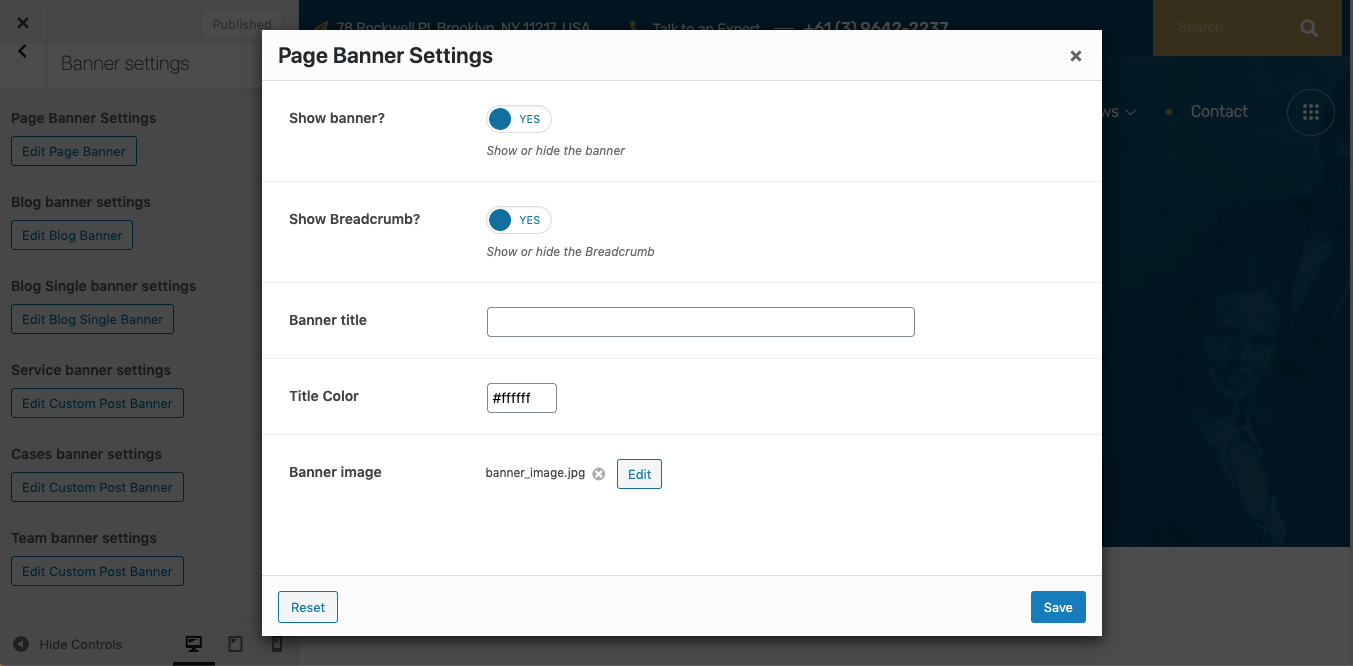 Published
78 Rockwell Pl, Brooklyn, NY 11217, USA
Talk to an Expert
+61 (3) 9642-2237
Search
Banner settings
Page Banner Settings
Edit Page Banner
Blog banner settings
Edit Blog Banner
Blog Single banner settings
Edit Blog Single Banner
Service banner settings
Edit Custom Post Banner
Cases banner settings
Edit Custom Post Banner
Team banner settings
Edit Custom Post Banner
Hide Controls
Contact
Page Banner Settings
Show banner?
YES
Show or hide the banner
Show Breadcrumb?
YES
Show or hide the Breadcrumb
Banner title
Title Color
#ffffff
Banner image
banner_image.jpg
Edit
Reset
Save